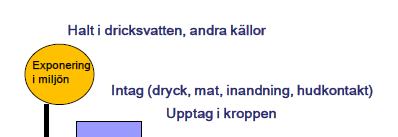 Halt i dricksvatten, andra källor
Exponering
i miljön
Intag (dryck, mat, inandning, hudkontakt)
Upptag i kroppen